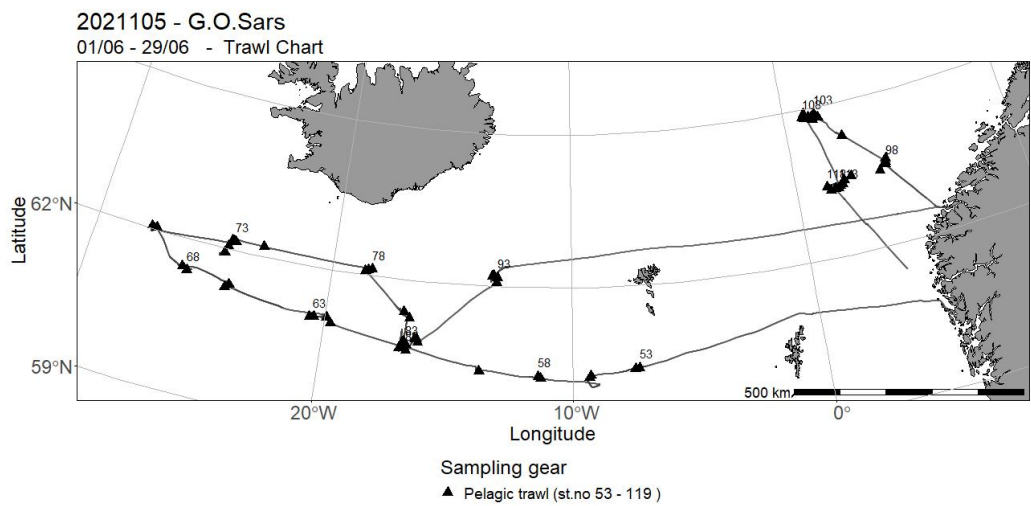 2021105 - G.O.Sars
01/06 - 29/06 - Trawl Chart
Latitude
62°N
59°N
103
98
73
78
68
93
63
58
53
500 km
20°W
10°W
0°
Longitude
Sampling gear
Pelagic trawl (st.no 53 - 119 )